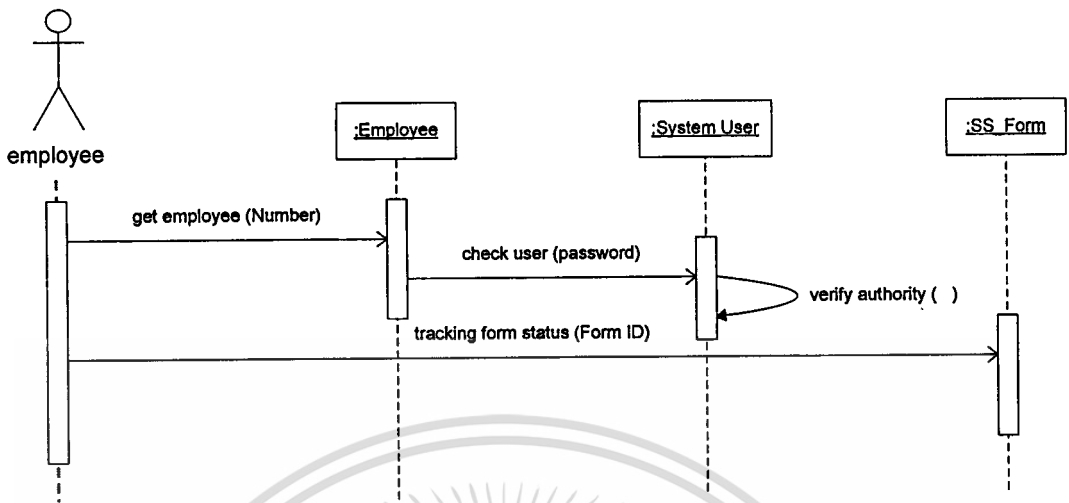 :Employee
:System User
:SS_Form
employee
get employee (Number)
check user (password)
verify authority ( )
tracking form status (Form ID)